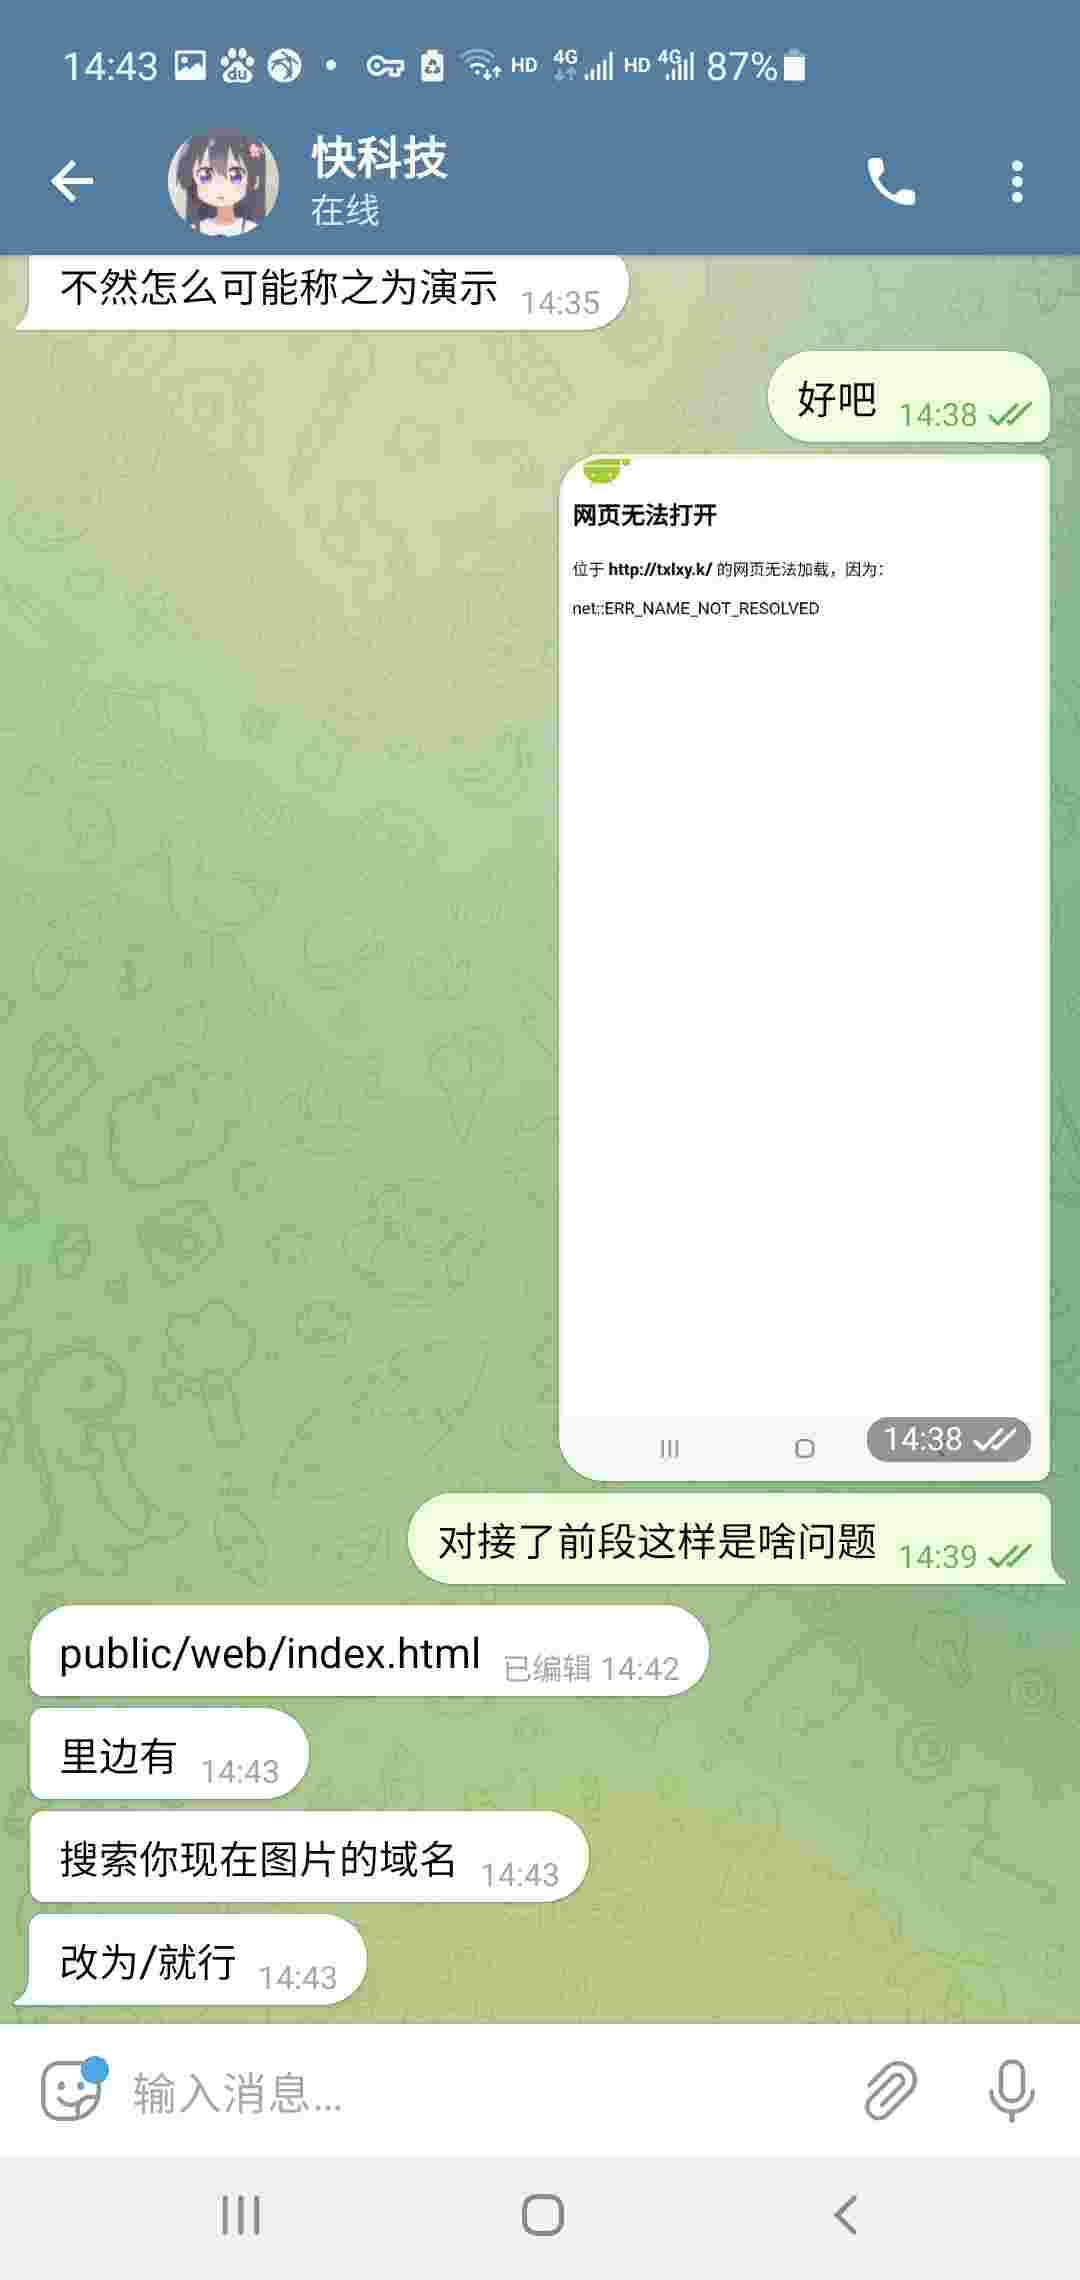 14:43 du HD 4G HD 4G 87%
快科技
在线
不然怎么可能称之为演示 14:35
好吧 14:38
网页无法打开
位于 http://txlxy.k/ 的网页无法加载，因为：
net::ERR_NAME_NOT_RESOLVED
14:38
对接了前段这样是啥问题 14:39
public/web/index.html 已编辑 14:42
里边有 14:43
搜索你现在图片的域名 14:43
改为/就行 14:43
输入消息...